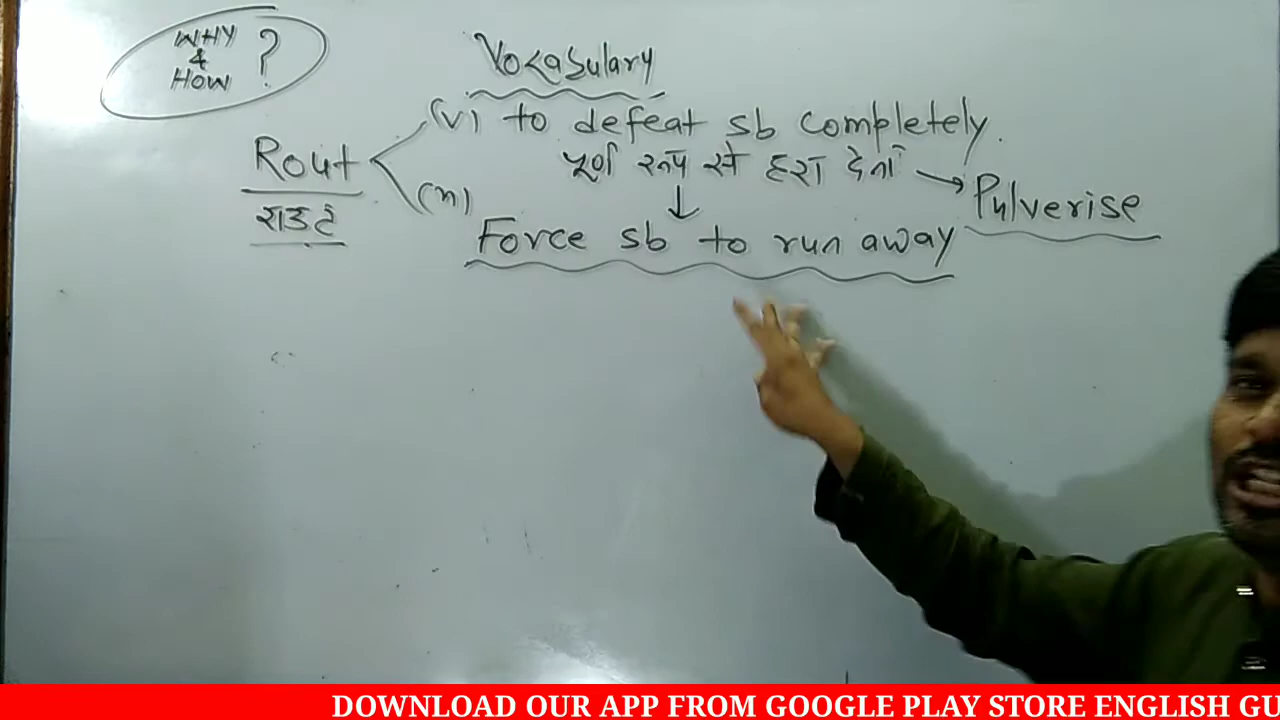 WHY
&
HOW ?
Vocabulary
Rout
राउट
(v) to defeat sb completely.
पूर्ण रूप से हरा देना → Pulverise
(n)
↓
Force sb to run away
DOWNLOAD OUR APP FROM GOOGLE PLAY STORE ENGLISH GU